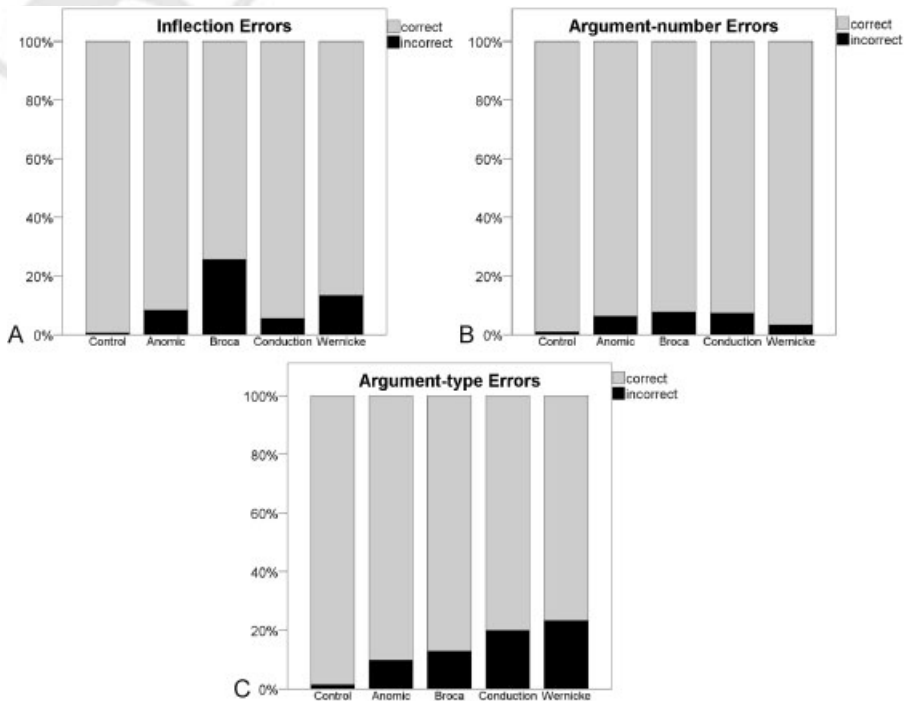 Inflection Errors
correct
incorrect
100%
80%
60%
40%
20%
0%
Control Anomic Broca Conduction Wernicke
A
Argument-number Errors
correct
incorrect
100%
80%
60%
40%
20%
0%
Control Anomic Broca Conduction Wernicke
B
Argument-type Errors
correct
incorrect
100%
80%
60%
40%
20%
0%
Control Anomic Broca Conduction Wernicke
C